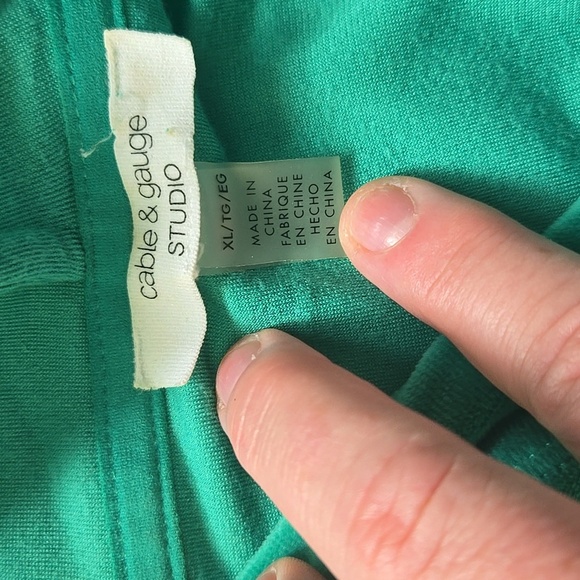 cable & gauge
STUDIO
XL/TG/EG
MADE IN
CHINA
FABRIQUE
EN CHINE
HECHO
EN CHINA